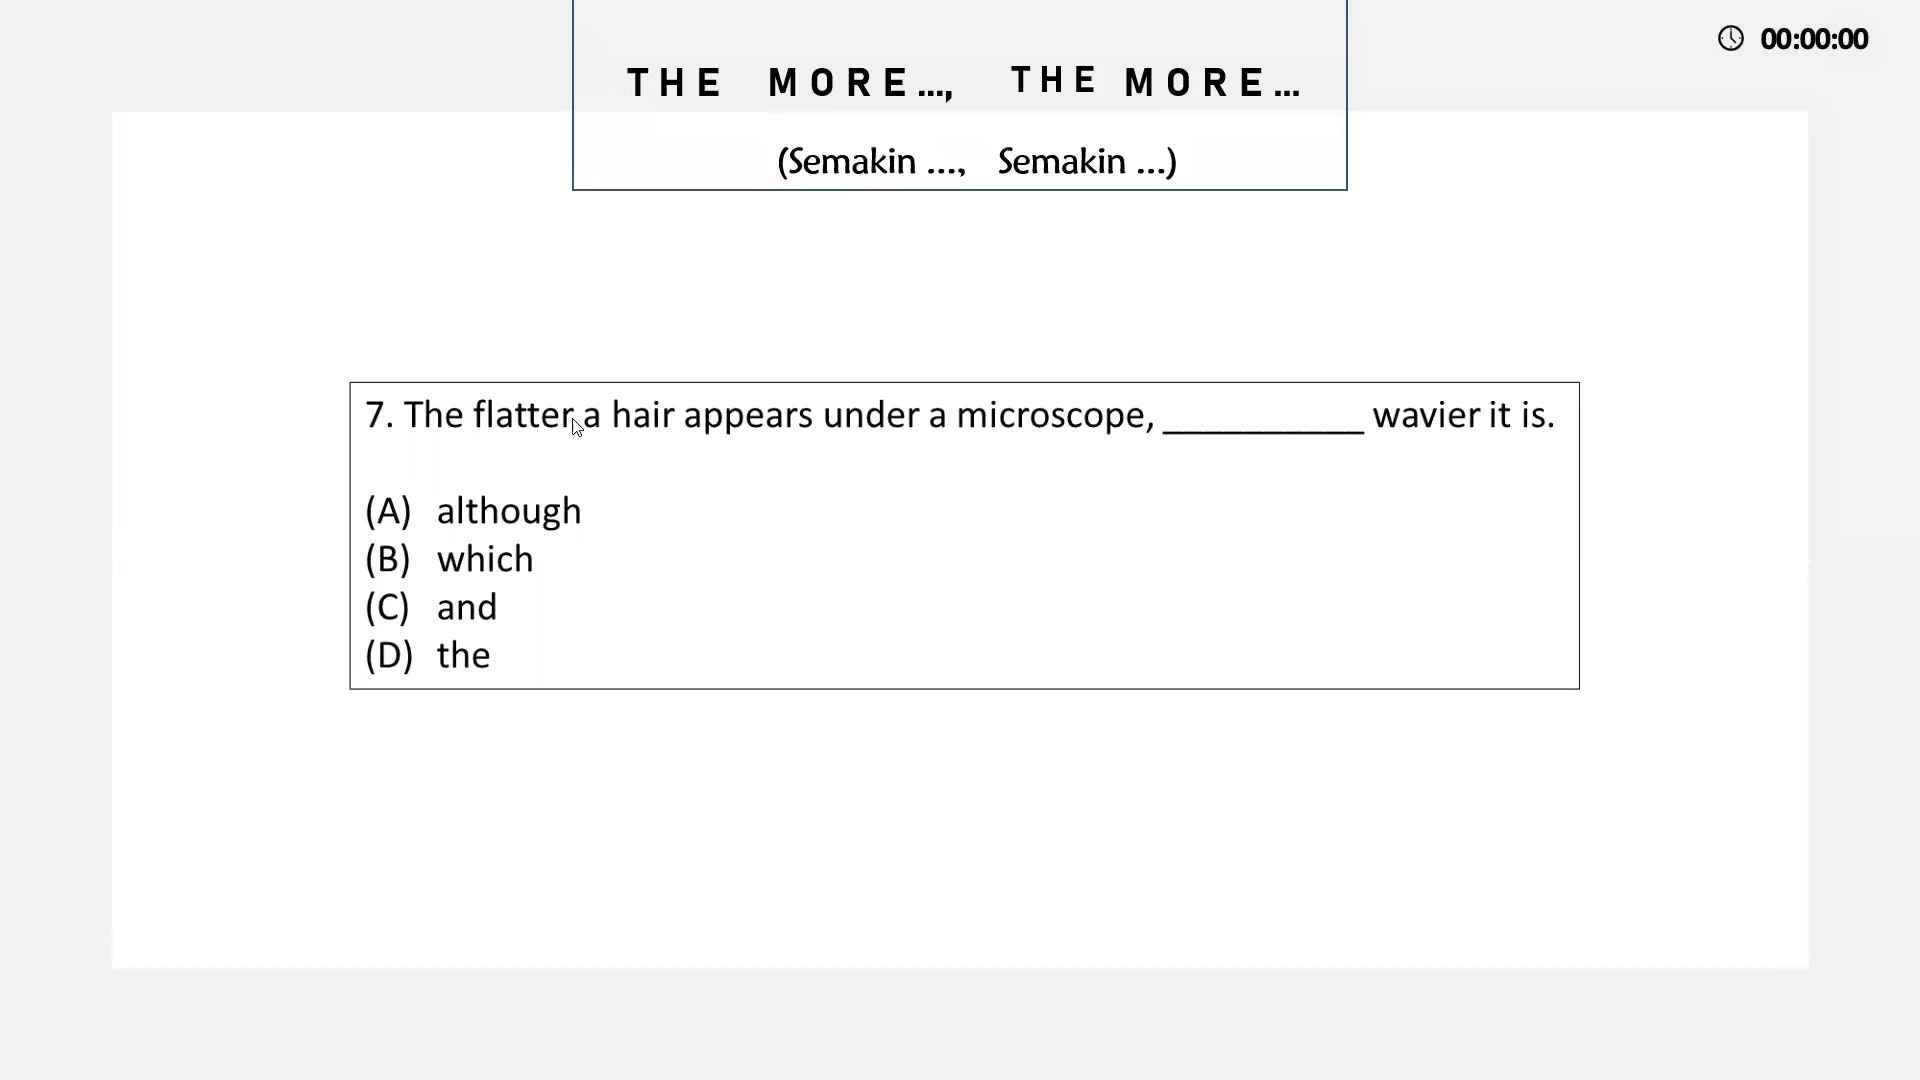 00:00:00
THE MORE…, THE MORE…
(Semakin …, Semakin …)
7. The flatter a hair appears under a microscope, __________ wavier it is.
(A) although
(B) which
(C) and
(D) the